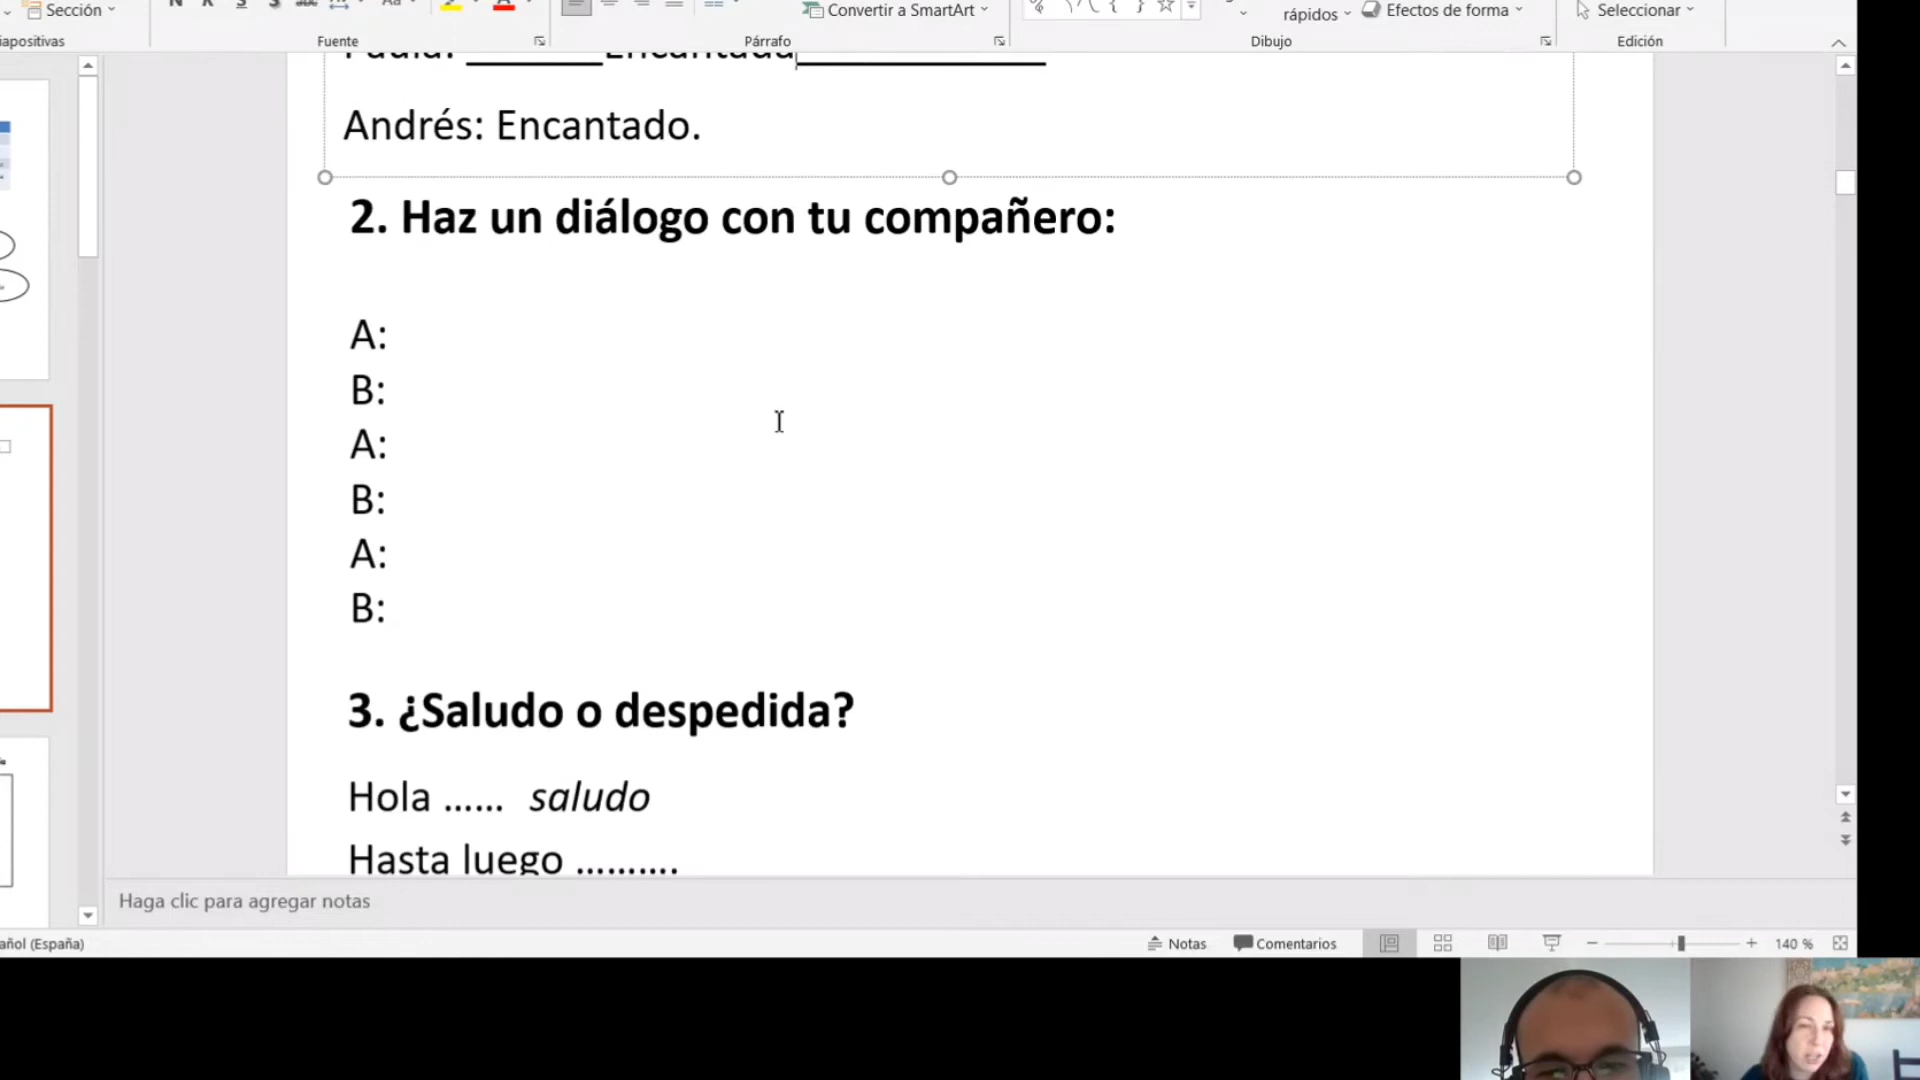 Sección
Convertir a SmartArt
rápidos
Efectos de forma
Seleccionar
Fuente
Párrafo
Dibujo
Edición
Andrés: Encantado.
2. Haz un diálogo con tu compañero:
A:
B:
A:
B:
A:
B:
3. ¿Saludo o despedida?
Hola ...... saludo
Hasta luego ..........
Haga clic para agregar notas
(España)
Notas
Comentarios
140 %